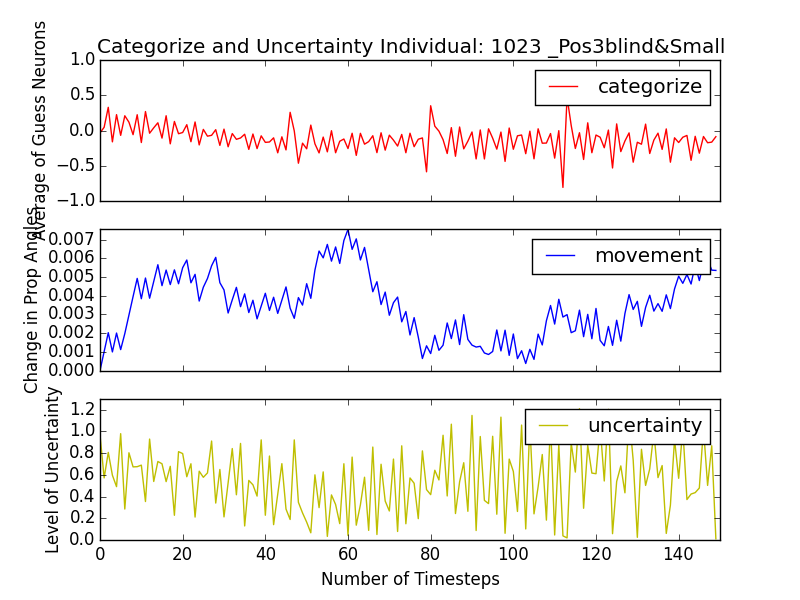 Categorize and Uncertainty Individual: 1023 _Pos3blind&Small
Average of Guess Neurons
1.0
0.5
0.0
−0.5
−1.0
categorize
Change in Prop Angles
0.007
0.006
0.005
0.004
0.003
0.002
0.001
0.000
movement
Level of Uncertainty
1.2
1.0
0.8
0.6
0.4
0.2
0.0
uncertainty
0 20 40 60 80 100 120 140
Number of Timesteps